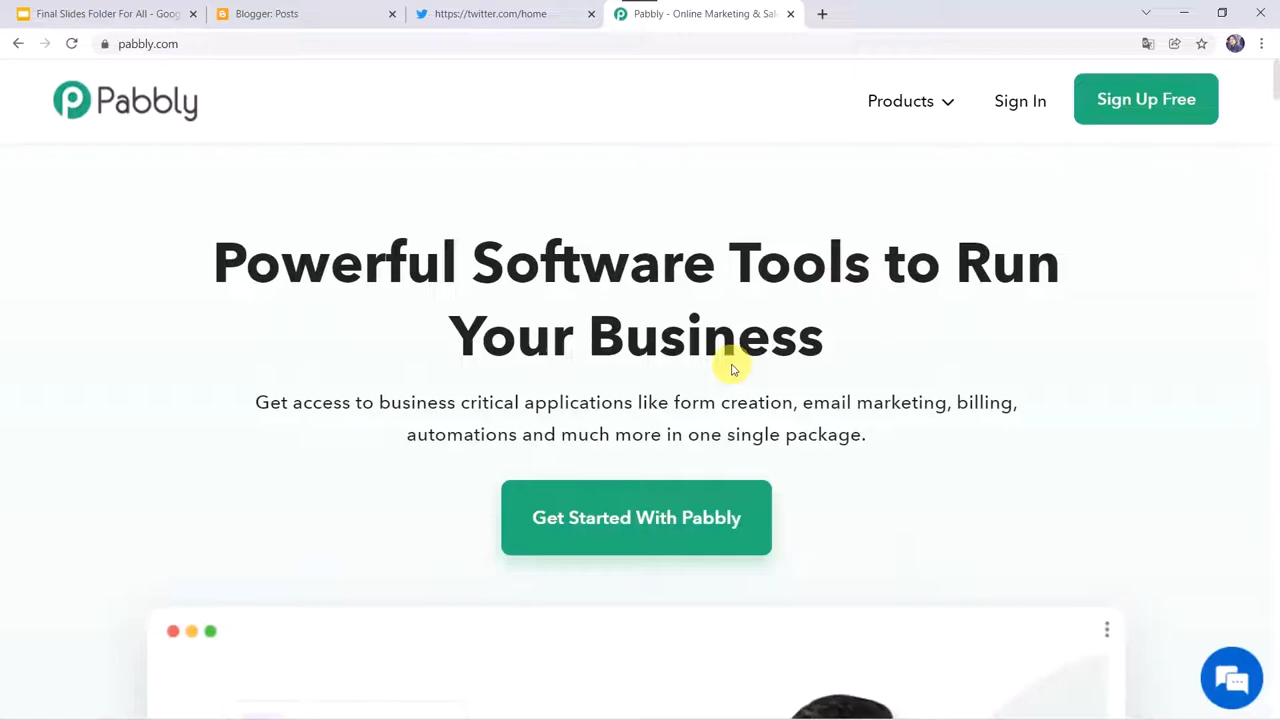 Final Slides Folder For All - Goog
Blogger: Posts
https://twitter.com/home
Pabbly - Online Marketing & Sal
pabbly.com
Pabbly
Products
Sign In
Sign Up Free
Powerful Software Tools to Run
Your Business
Get access to business critical applications like form creation, email marketing, billing,
automations and much more in one single package.
Get Started With Pabbly